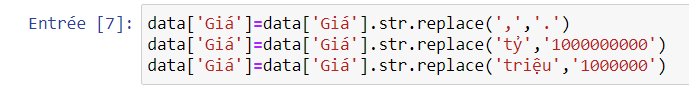 Entrée [7]: data['Giá']=data['Giá'].str.replace(',','.')
data['Giá']=data['Giá'].str.replace('tỷ','1000000000')
data['Giá']=data['Giá'].str.replace('triệu','1000000')